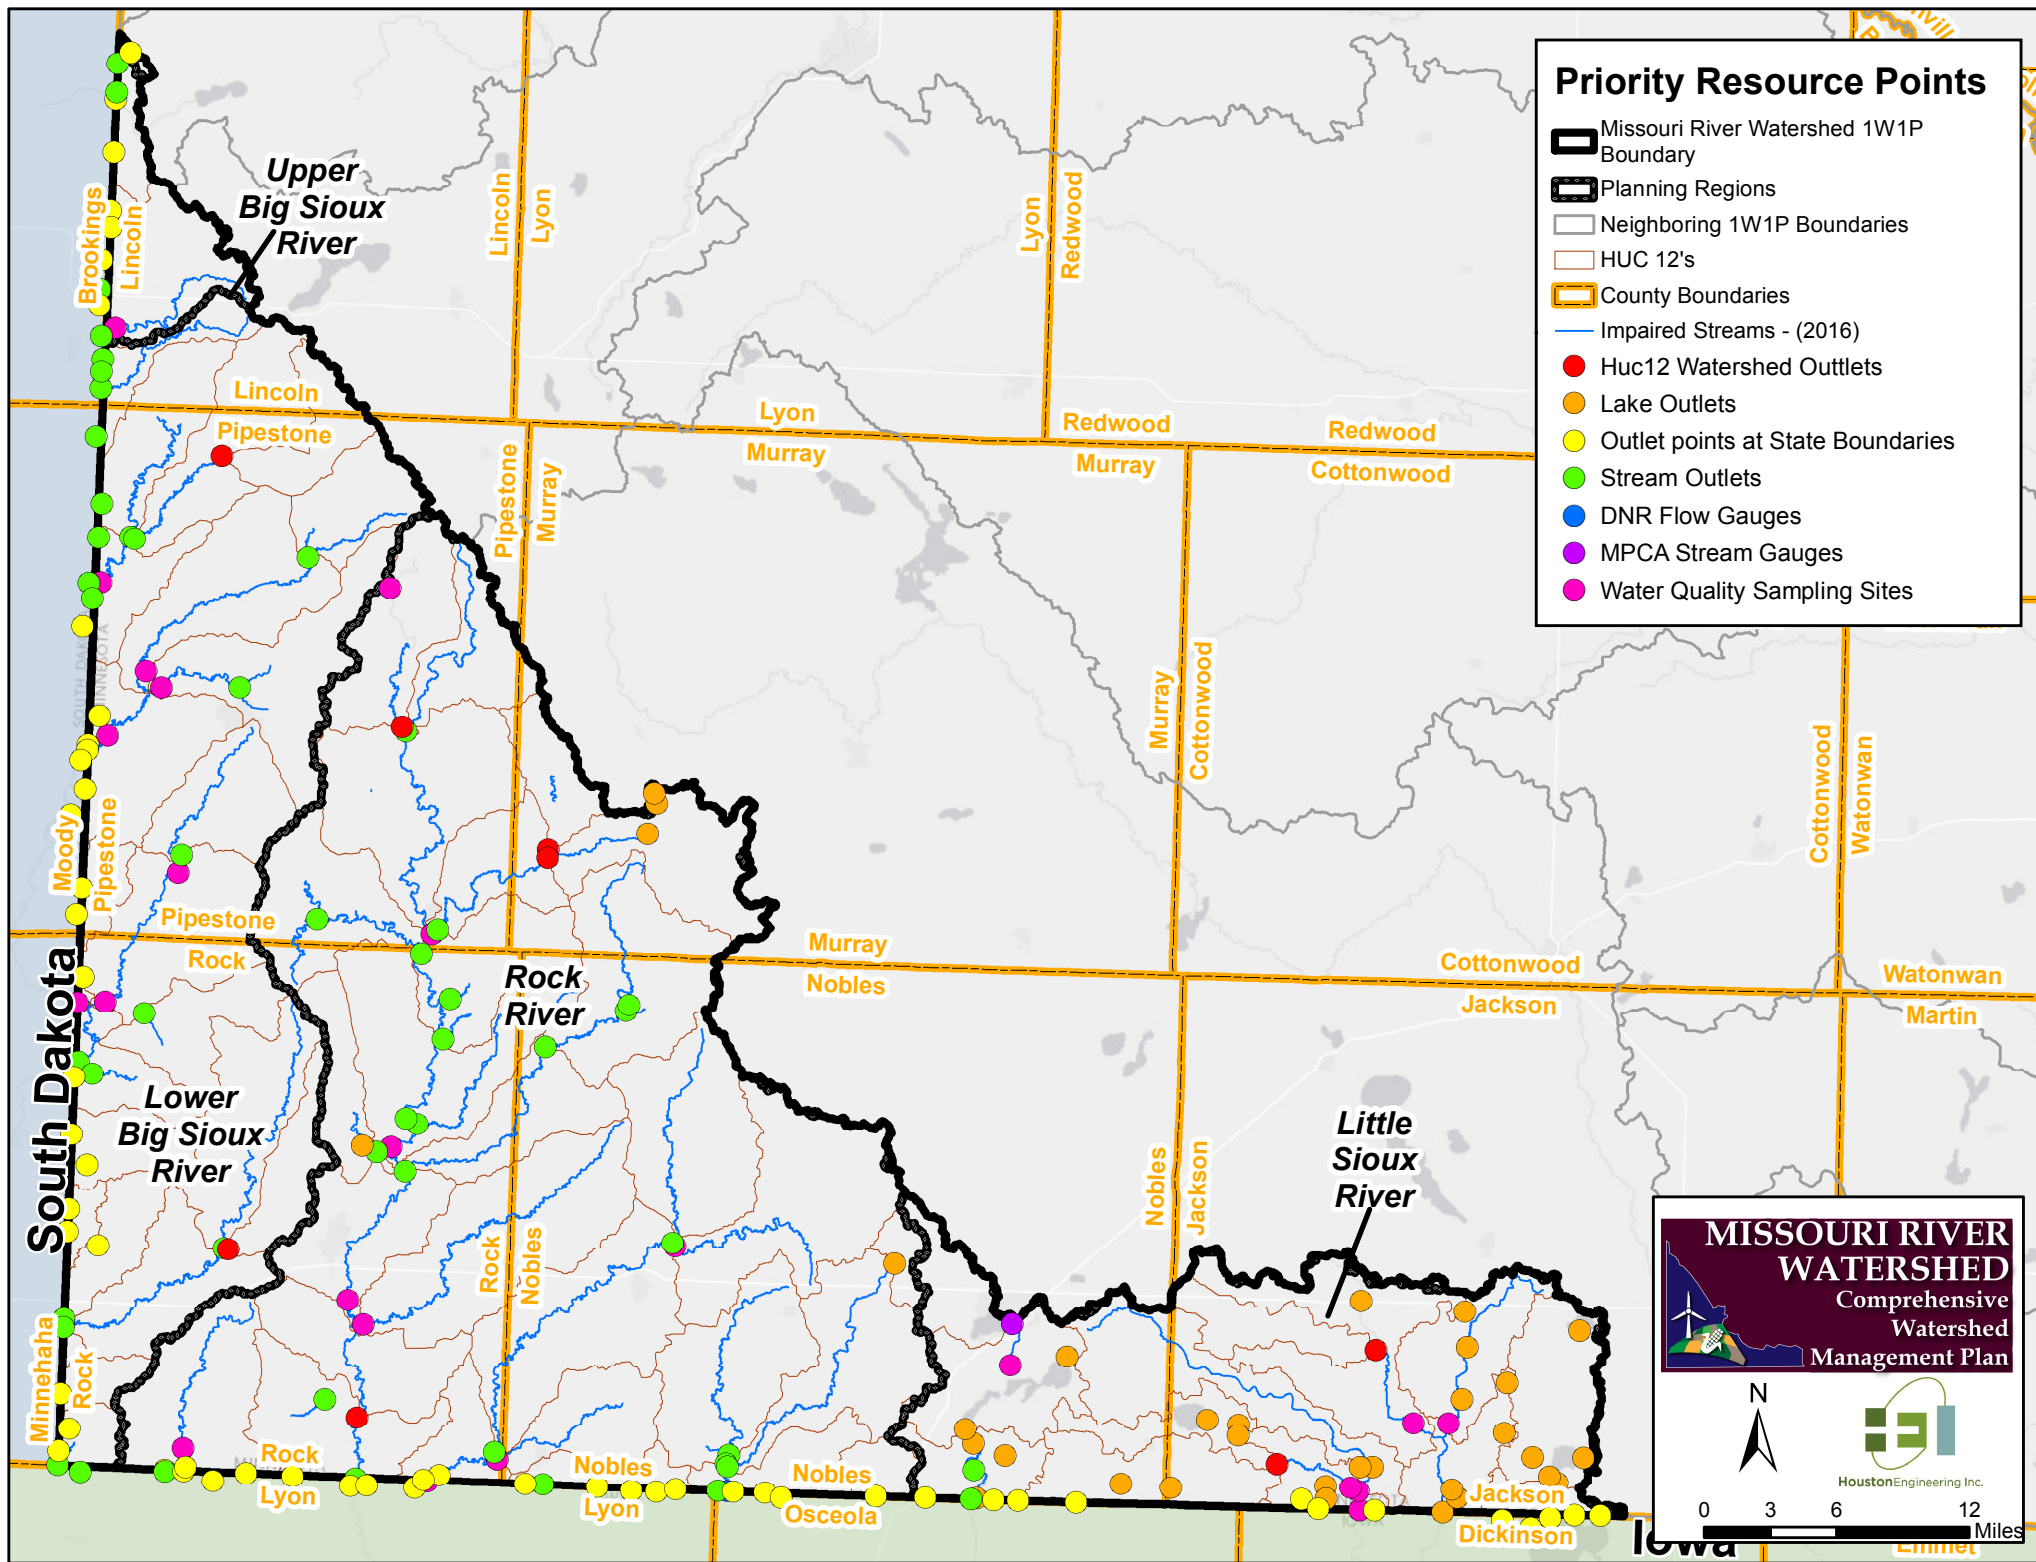 Priority Resource Points
Missouri River Watershed 1W1P
Boundary
Planning Regions
Neighboring 1W1P Boundaries
HUC 12's
County Boundaries
Impaired Streams - (2016)
Huc12 Watershed Outtlets
Lake Outlets
Outlet points at State Boundaries
Stream Outlets
DNR Flow Gauges
MPCA Stream Gauges
Water Quality Sampling Sites
Upper
Big Sioux
River
Brookings
Lincoln
Lincoln
Lyon
Lyon
Redwood
Lincoln
Pipestone
Lyon
Murray
Redwood
Murray
Redwood
Cottonwood
Pipestone
Murray
SOUTH DAKOTA
MINNESOTA
Murray
Cottonwood
Cottonwood
Watonwan
Moody
Pipestone
Pipestone
Rock
Murray
Nobles
Cottonwood
Jackson
Watonwan
Martin
South Dakota
Rock
River
Lower
Big Sioux
River
Little
Sioux
River
Nobles
Jackson
Rock
Nobles
Minnehaha
Rock
Rock
Lyon
Nobles
Lyon
Nobles
Osceola
Jackson
Dickinson
IOWA
Iowa
Emmet
MISSOURI RIVER
WATERSHED
Comprehensive
Watershed
Management Plan
N
HoustonEngineering Inc.
0 3 6 12
Miles